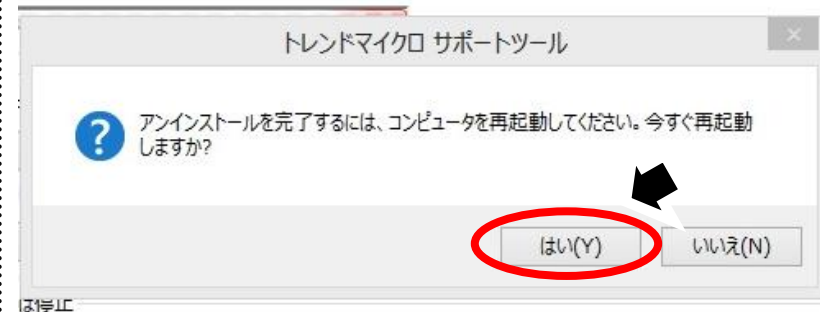 トレンドマイクロ サポートツール
アンインストールを完了するには、コンピュータを再起動してください。今すぐ再起動
しますか?
はい(Y)
いいえ(N)
は停止